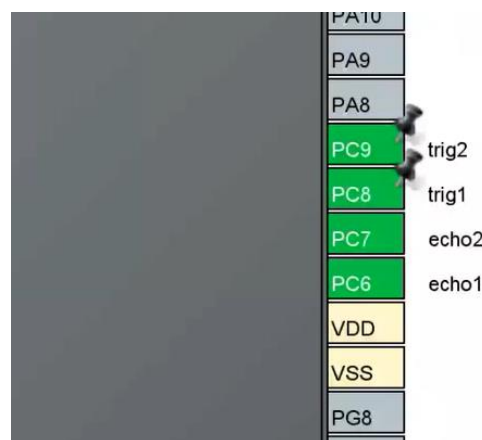 PA10
PA9
PA8
PC9 trig2
PC8 trig1
PC7 echo2
PC6 echo1
VDD
VSS
PG8